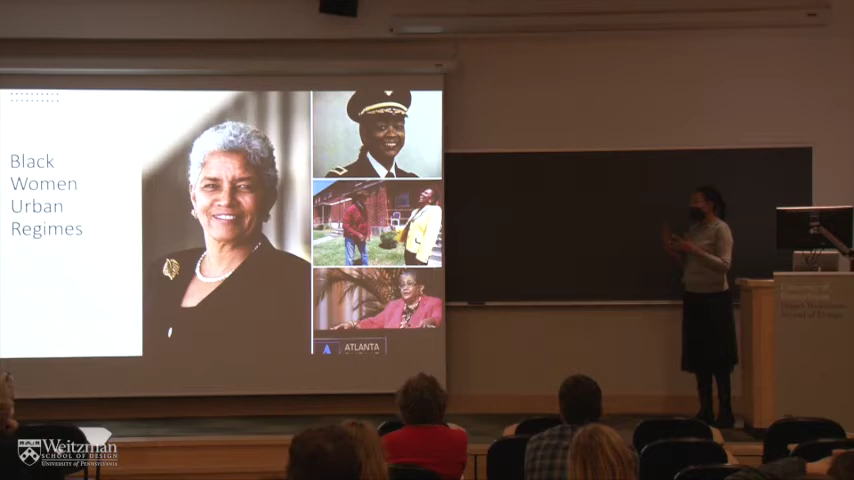 Black
Women
Urban
Regimes
ATLANTA
Weitzman
SCHOOL OF DESIGN
UNIVERSITY OF PENNSYLVANIA